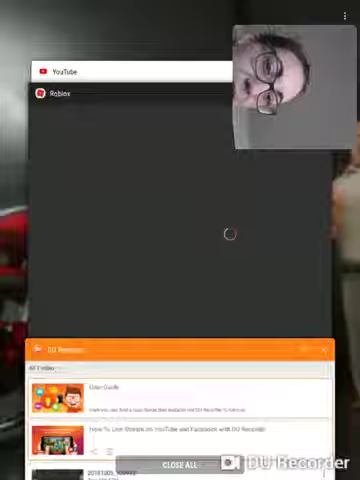 YouTube
Roblox
DU Recorder
All Video
User Guide
How To Live Stream on YouTube and Facebook with DU Recorder
CLOSE ALL
DU Recorder